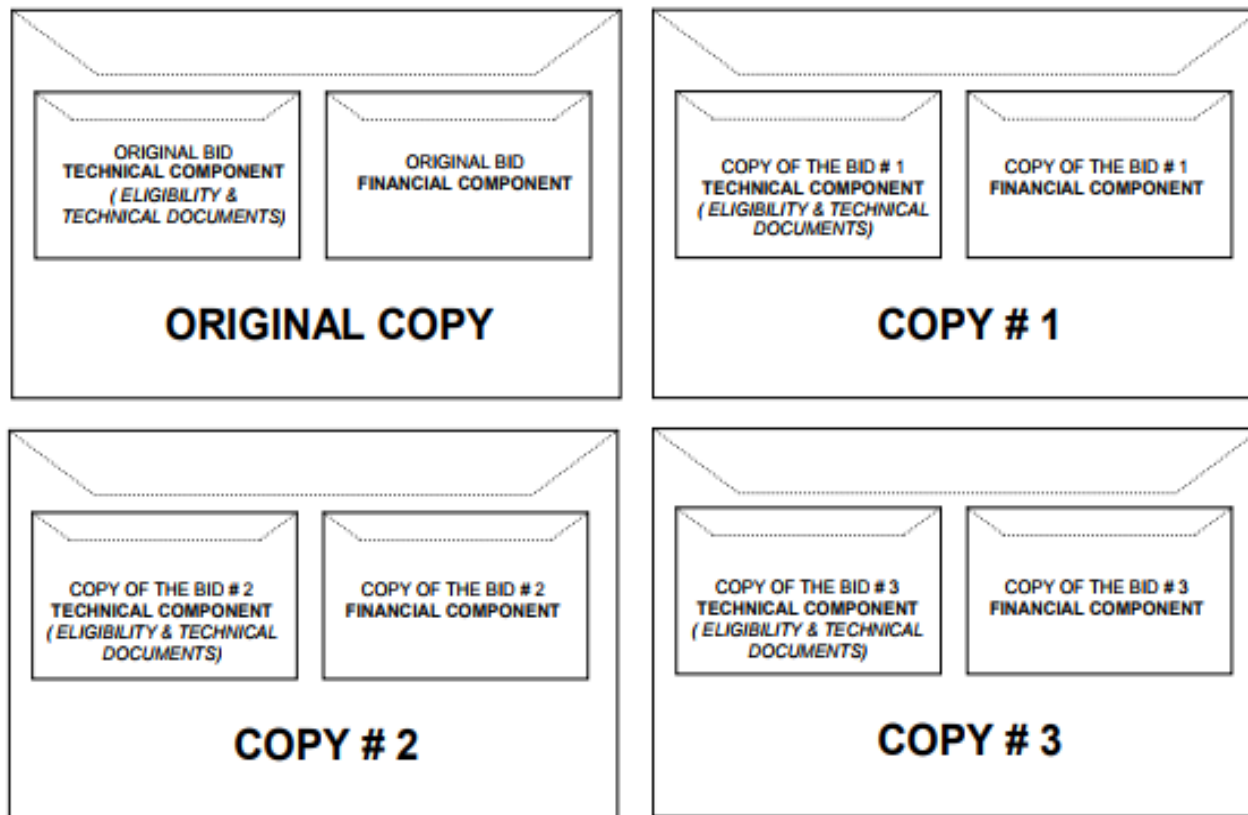 ORIGINAL BID
TECHNICAL COMPONENT
( ELIGIBILITY &
TECHNICAL DOCUMENTS)
ORIGINAL BID
FINANCIAL COMPONENT
ORIGINAL COPY
COPY OF THE BID # 1
TECHNICAL COMPONENT
( ELIGIBILITY & TECHNICAL
DOCUMENTS)
COPY OF THE BID # 1
FINANCIAL COMPONENT
COPY # 1
COPY OF THE BID # 2
TECHNICAL COMPONENT
( ELIGIBILITY & TECHNICAL
DOCUMENTS)
COPY OF THE BID # 2
FINANCIAL COMPONENT
COPY # 2
COPY OF THE BID # 3
TECHNICAL COMPONENT
( ELIGIBILITY & TECHNICAL
DOCUMENTS)
COPY OF THE BID # 3
FINANCIAL COMPONENT
COPY # 3